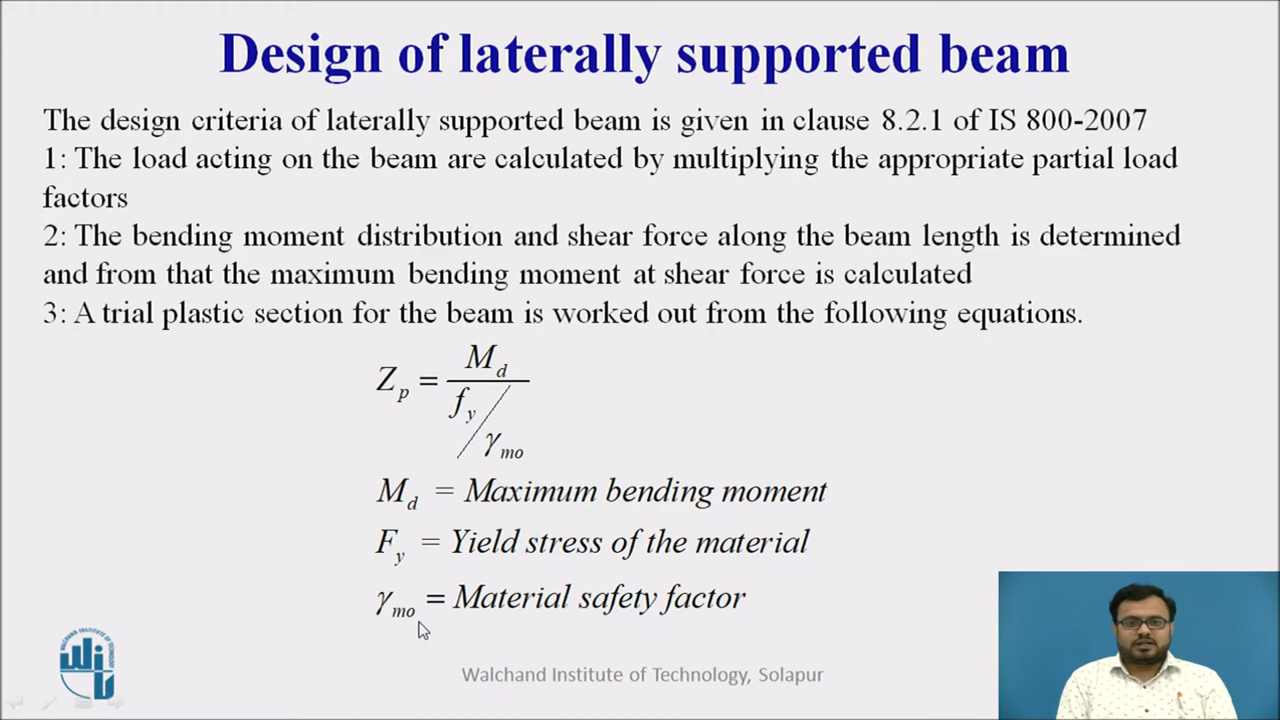 Design of laterally supported beam
The design criteria of laterally supported beam is given in clause 8.2.1 of IS 800-2007
1: The load acting on the beam are calculated by multiplying the appropriate partial load
factors
2: The bending moment distribution and shear force along the beam length is determined
and from that the maximum bending moment at shear force is calculated
3: A trial plastic section for the beam is worked out from the following equations.
Z_p = M_d / (f_y / γ_mo)
M_d = Maximum bending moment
F_y = Yield stress of the material
γ_mo = Material safety factor
WALCHAND INSTITUTE OF TECHNOLOGY
WIT
Walchand Institute of Technology, Solapur